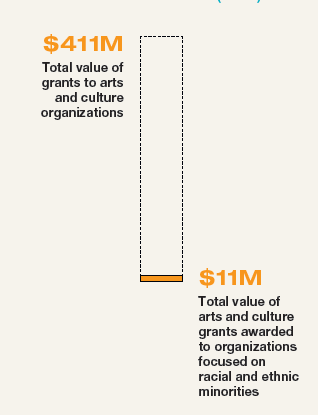 $411M
Total value of
grants to arts
and culture
organizations
$11M
Total value of
arts and culture
grants awarded
to organizations
focused on
racial and ethnic
minorities